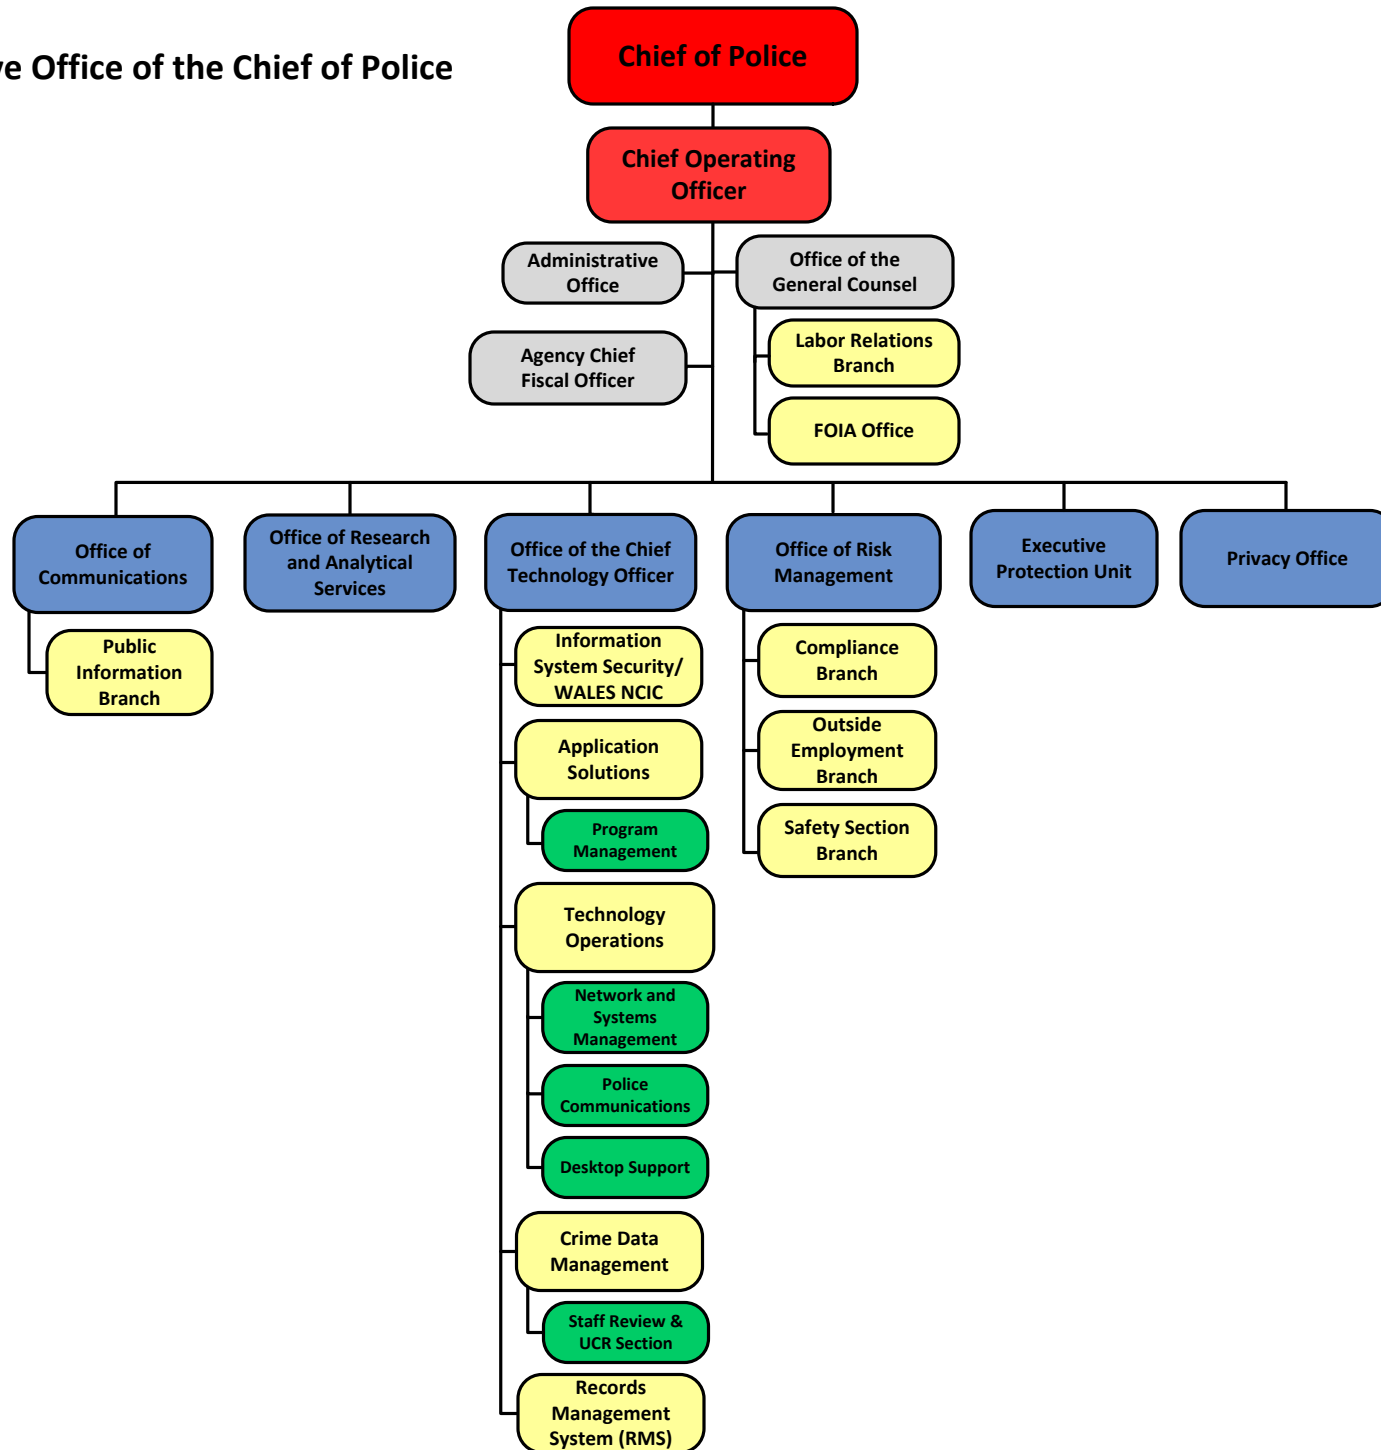 ve Office of the Chief of Police
Chief of Police
Chief Operating
Officer
Administrative
Office
Office of the
General Counsel
Agency Chief
Fiscal Officer
Labor Relations
Branch
FOIA Office
Office of
Communications
Office of Research
and Analytical
Services
Office of the Chief
Technology Officer
Office of Risk
Management
Executive
Protection Unit
Privacy Office
Public
Information
Branch
Information
System Security/
WALES NCIC
Application
Solutions
Program
Management
Technology
Operations
Network and
Systems
Management
Police
Communications
Desktop Support
Crime Data
Management
Staff Review &
UCR Section
Records
Management
System (RMS)
Compliance
Branch
Outside
Employment
Branch
Safety Section
Branch